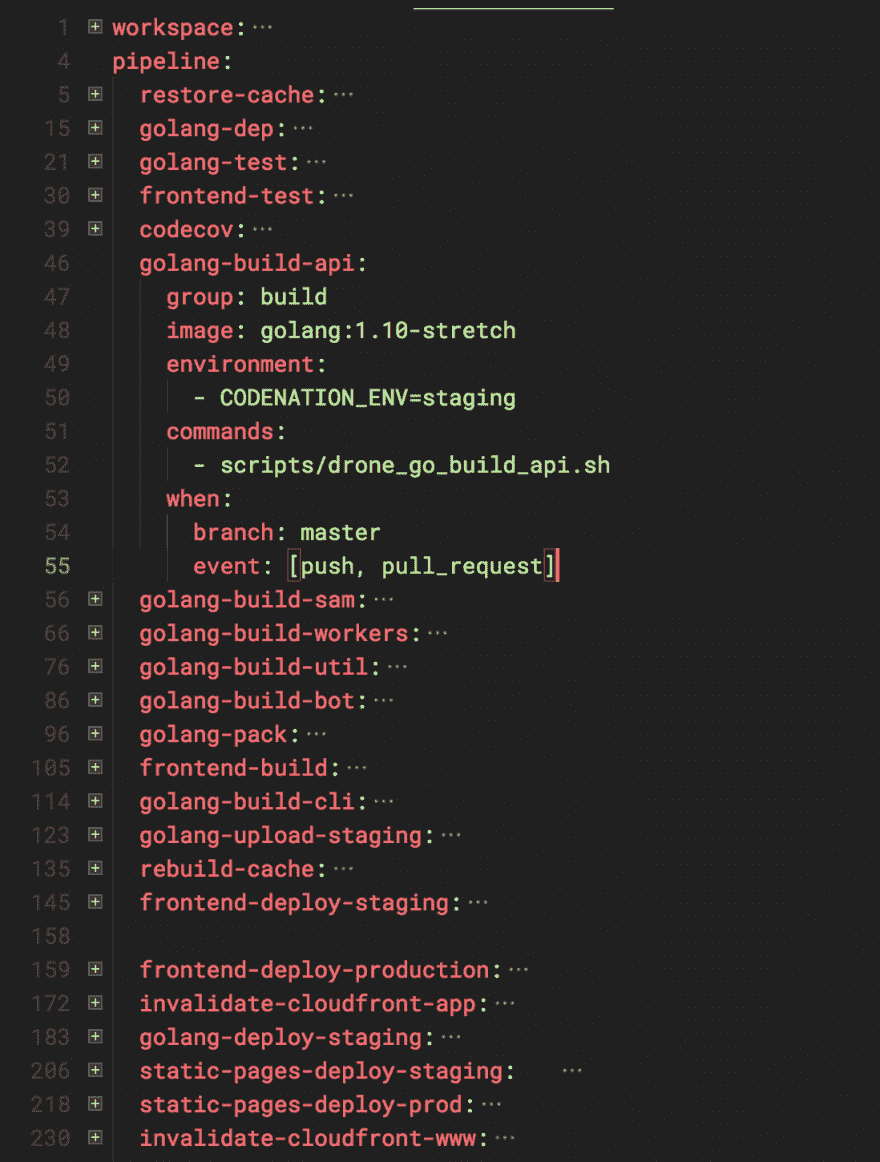 1 workspace:···
4 pipeline:
5 restore-cache:···
15 golang-dep:···
21 golang-test:···
30 frontend-test:···
39 codecov:···
46 golang-build-api:
47 group: build
48 image: golang:1.10-stretch
49 environment:
50 - CODENATION_ENV=staging
51 commands:
52 - scripts/drone_go_build_api.sh
53 when:
54 branch: master
55 event: [push, pull_request]
56 golang-build-sam:···
66 golang-build-workers:···
76 golang-build-util:···
86 golang-build-bot:···
96 golang-pack:···
105 frontend-build:···
114 golang-build-cli:···
123 golang-upload-staging:···
135 rebuild-cache:···
145 frontend-deploy-staging:···
158
159 frontend-deploy-production:···
172 invalidate-cloudfront-app:···
183 golang-deploy-staging:···
206 static-pages-deploy-staging: ···
218 static-pages-deploy-prod:···
230 invalidate-cloudfront-www:···